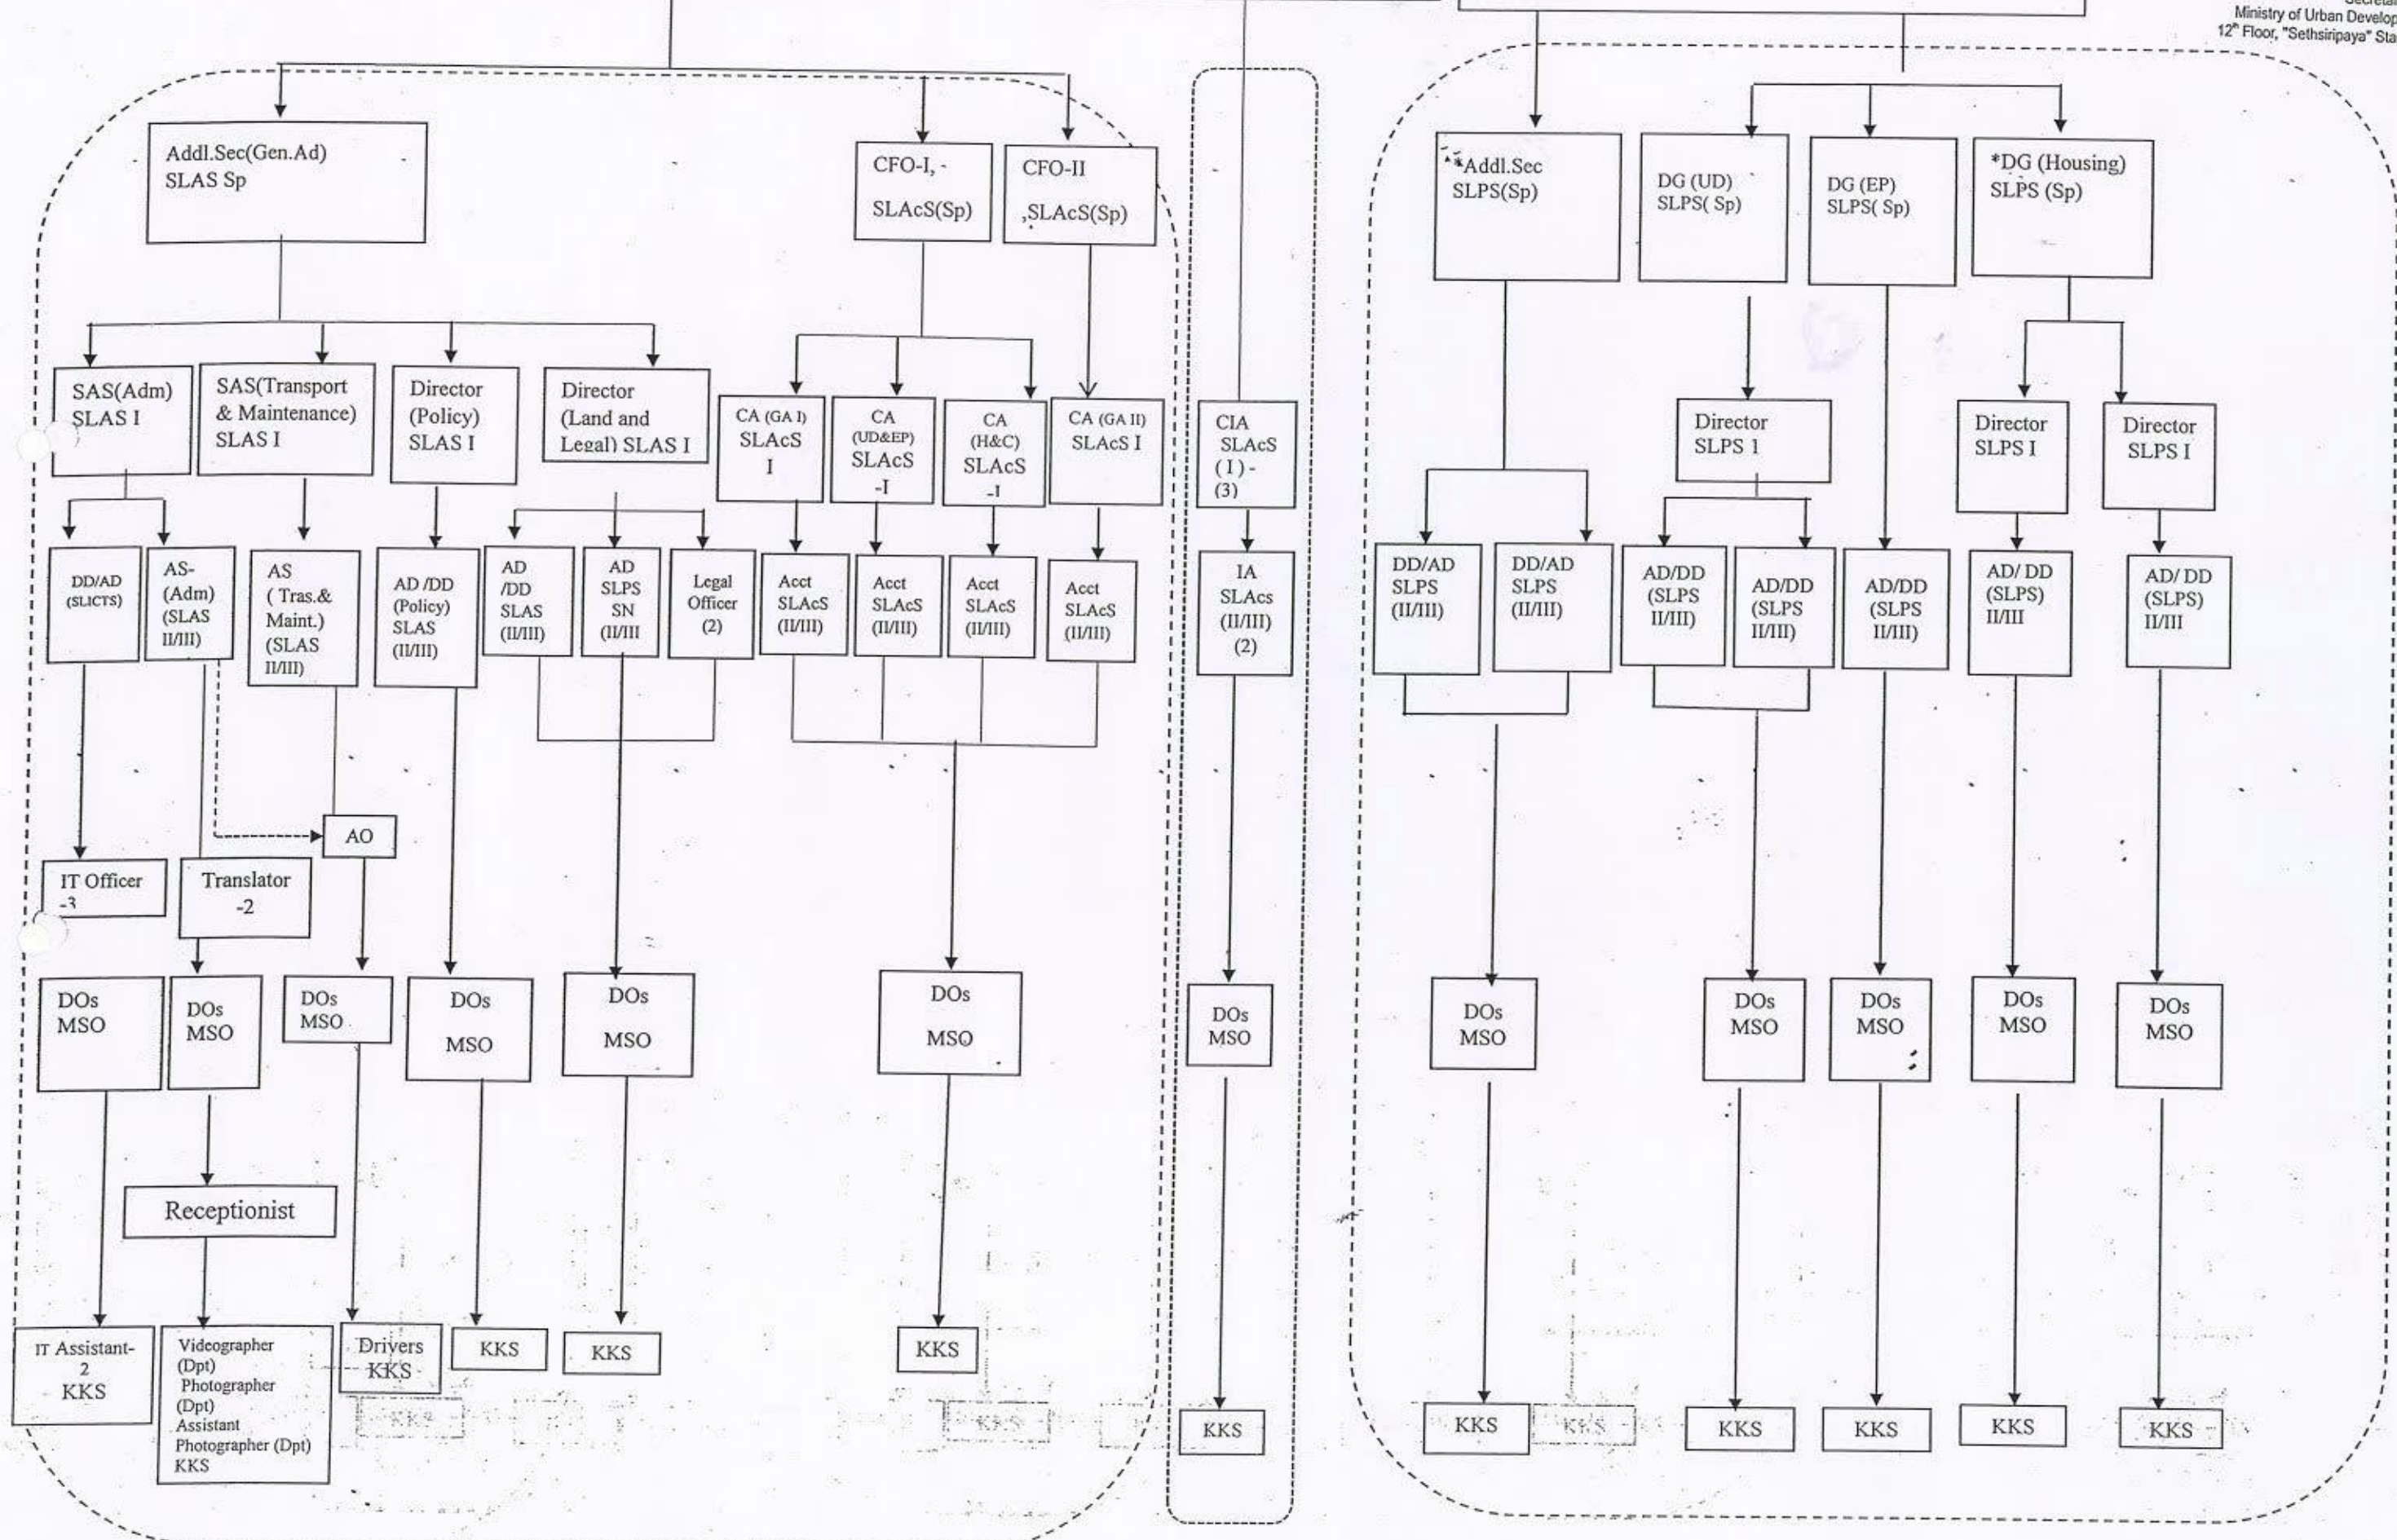 Ministry of Urban Develop
12th Floor, "Sethsiripaya" Sta
Addl.Sec(Gen.Ad)
SLAS Sp
CFO-I, -
SLAcS(Sp)
CFO-II
,SLAcS(Sp)
*Addl.Sec
SLPS(Sp)
DG (UD)
SLPS( Sp)
DG (EP)
SLPS( Sp)
*DG (Housing)
SLPS (Sp)
SAS(Adm)
SLAS I
SAS(Transport
& Maintenance)
SLAS I
Director
(Policy)
SLAS I
Director
(Land and
Legal) SLAS I
CA (GA I)
SLAcS
I
CA
(UD&EP)
SLAcS
-I
CA
(H&C)
SLAcS
-I
CA (GA II)
SLAcS I
CIA
SLAcS
(I)-
(3)
Director
SLPS 1
Director
SLPS I
Director
SLPS I
DD/AD
(SLICTS)
AS-
(Adm)
(SLAS
II/III)
AS
( Tras.&
Maint.)
(SLAS
II/III)
AD /DD
(Policy)
SLAS
(II/III)
AD
/DD
SLAS
(II/III)
AD
SLPS
SN
(II/III
Legal
Officer
(2)
Acct
SLAcS
(II/III)
Acct
SLAcS
(II/III)
Acct
SLAcS
(II/III)
Acct
SLAcS
(II/III)
IA
SLAcs
(II/III)
(2)
DD/AD
SLPS
(II/III)
DD/AD
SLPS
(II/III)
AD/DD
(SLPS
II/III)
AD/DD
(SLPS
II/III)
AD/DD
(SLPS
II/III)
AD/ DD
(SLPS)
II/III
AD/ DD
(SLPS)
II/III
AO
IT Officer
-3
Translator
-2
DOs
MSO
DOs
MSO
DOs
MSO
DOs
MSO
DOs
MSO
DOs
MSO
DOs
MSO
DOs
MSO
DOs
MSO
DOs
MSO
DOs
MSO
DOs
MSO
Receptionist
IT Assistant-
2
KKS
Videographer
(Dpt)
Photographer
(Dpt)
Assistant
Photographer (Dpt)
KKS
Drivers
KKS
KKS
KKS
KKS
KKS
KKS
KKS
KKS
KKS
KKS
KKS
KKS
KKS